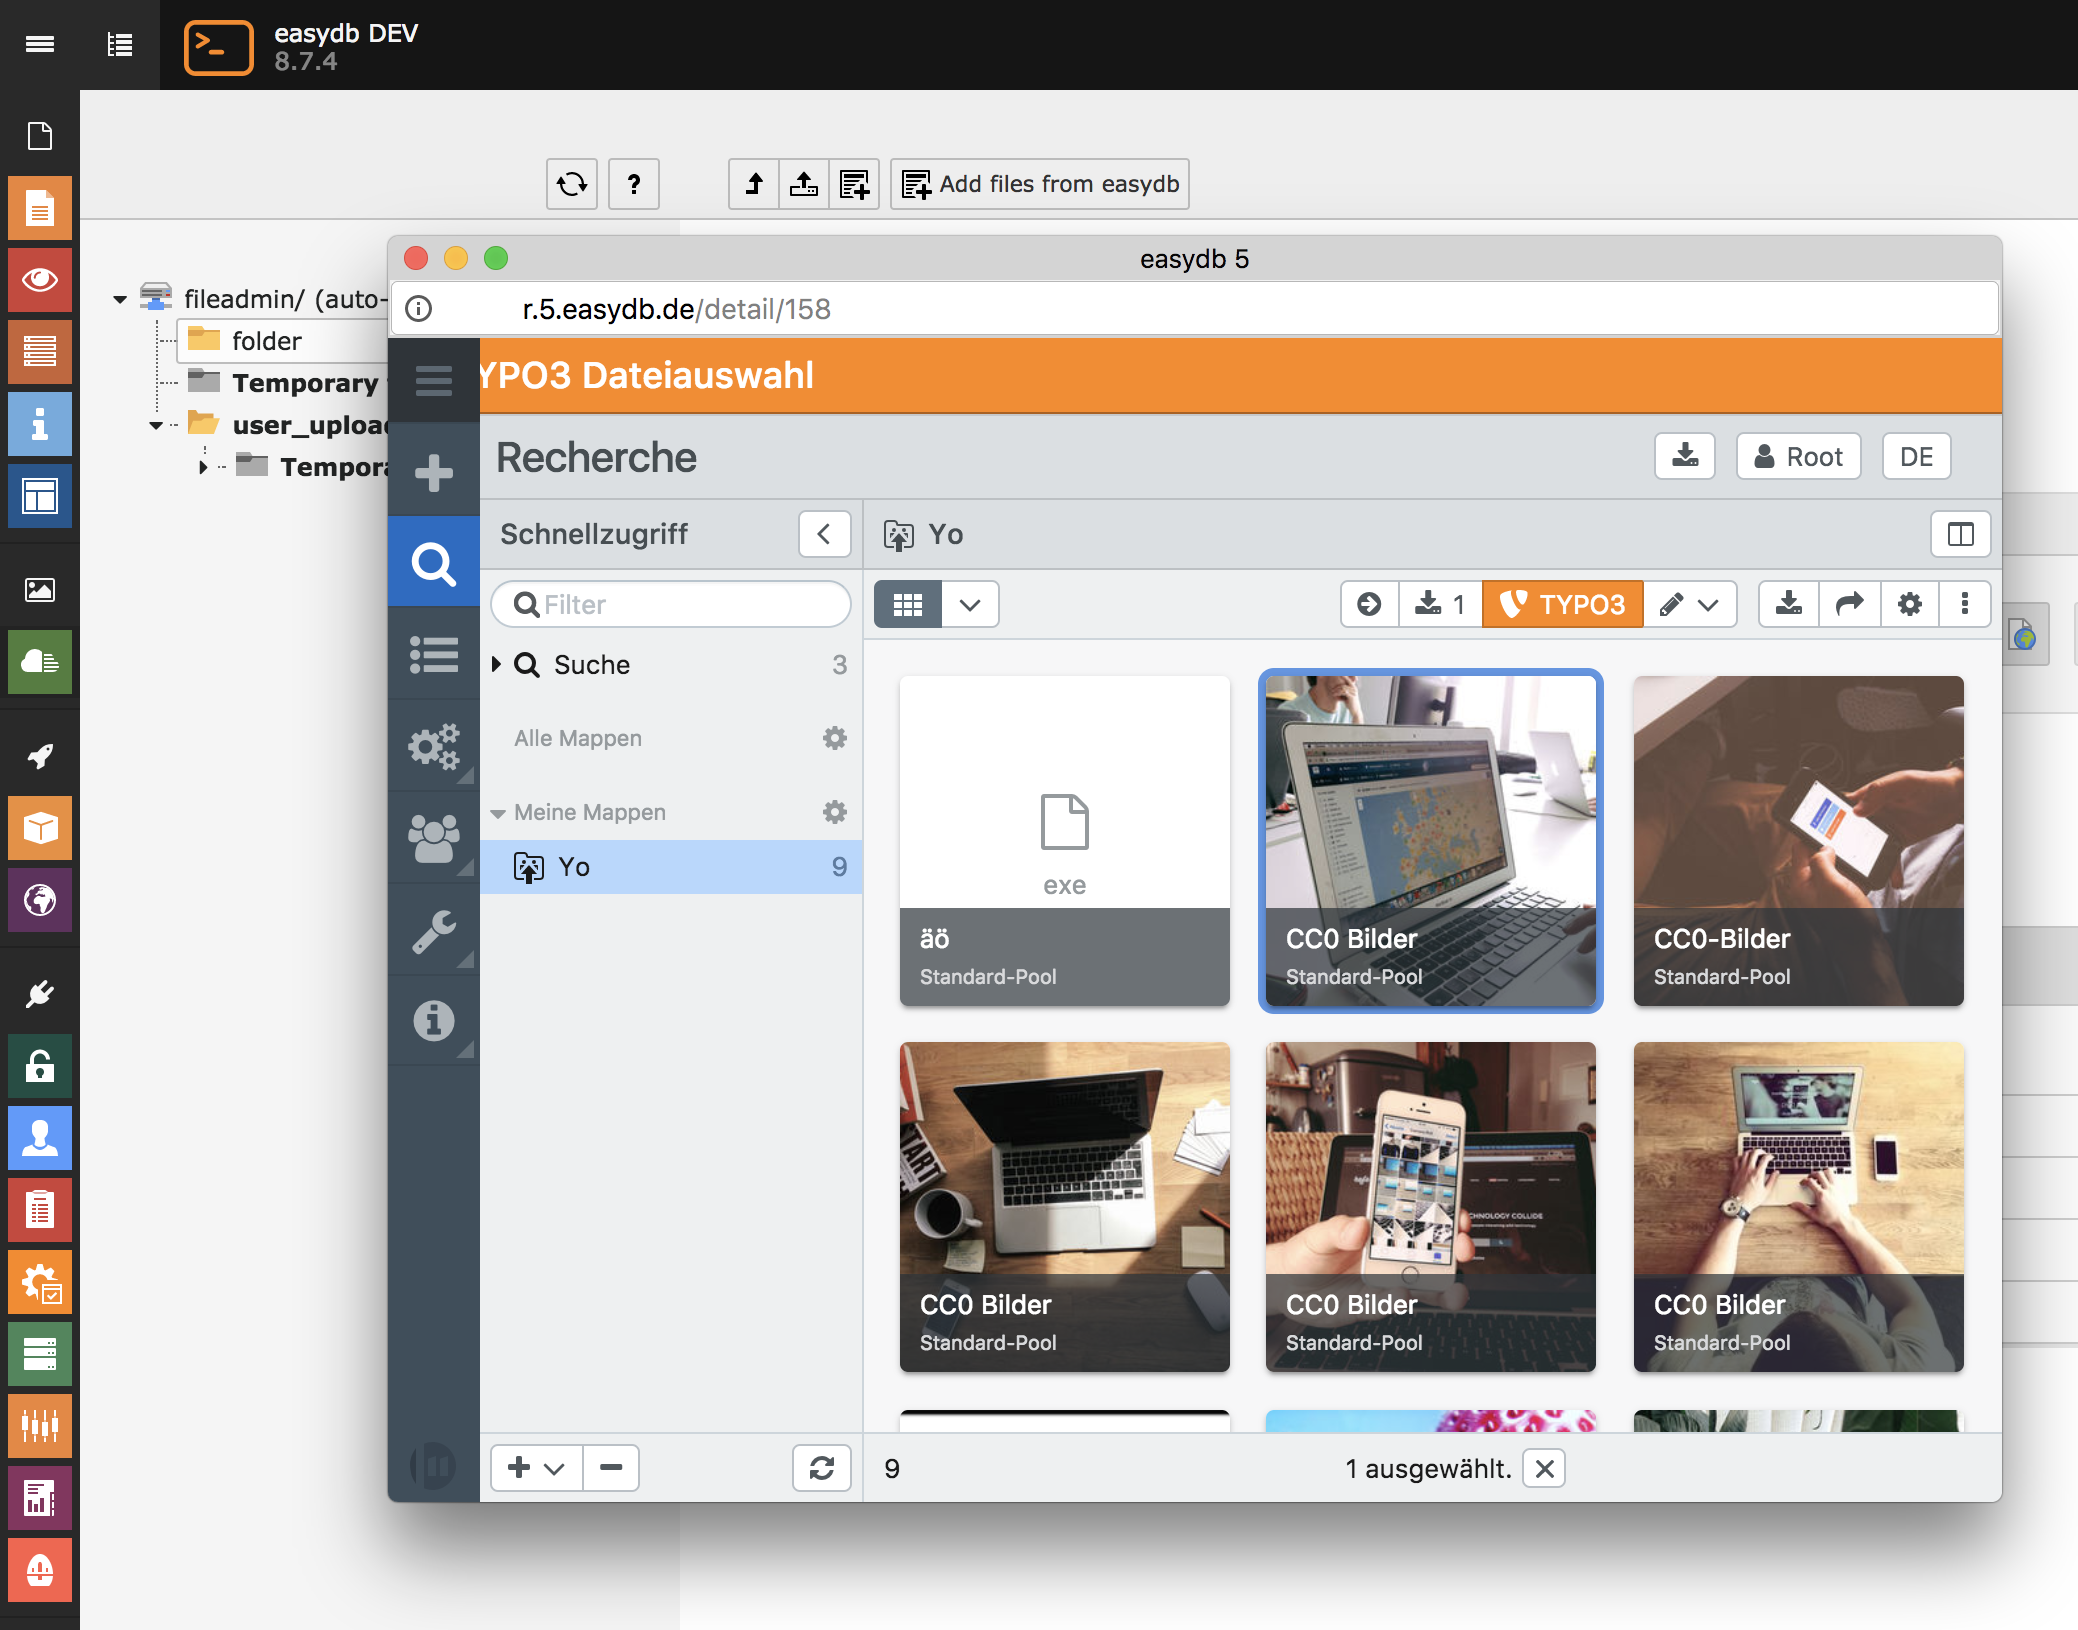 easydb DEV
8.7.4
?
Add files from easydb
fileadmin/ (auto-
folder
Temporary
user_uploa
Tempora
easydb 5
r.5.easydb.de/detail/158
YPO3 Dateiauswahl
Recherche
Root
DE
Schnellzugriff
Yo
Filter
1
TYPO3
Suche
3
Alle Mappen
Meine Mappen
Yo
9
exe
äö
Standard-Pool
CC0 Bilder
Standard-Pool
CC0-Bilder
Standard-Pool
START
CHNOLOGY COLLIDE
CC0 Bilder
Standard-Pool
CC0 Bilder
Standard-Pool
CC0 Bilder
Standard-Pool
9
1 ausgewählt.